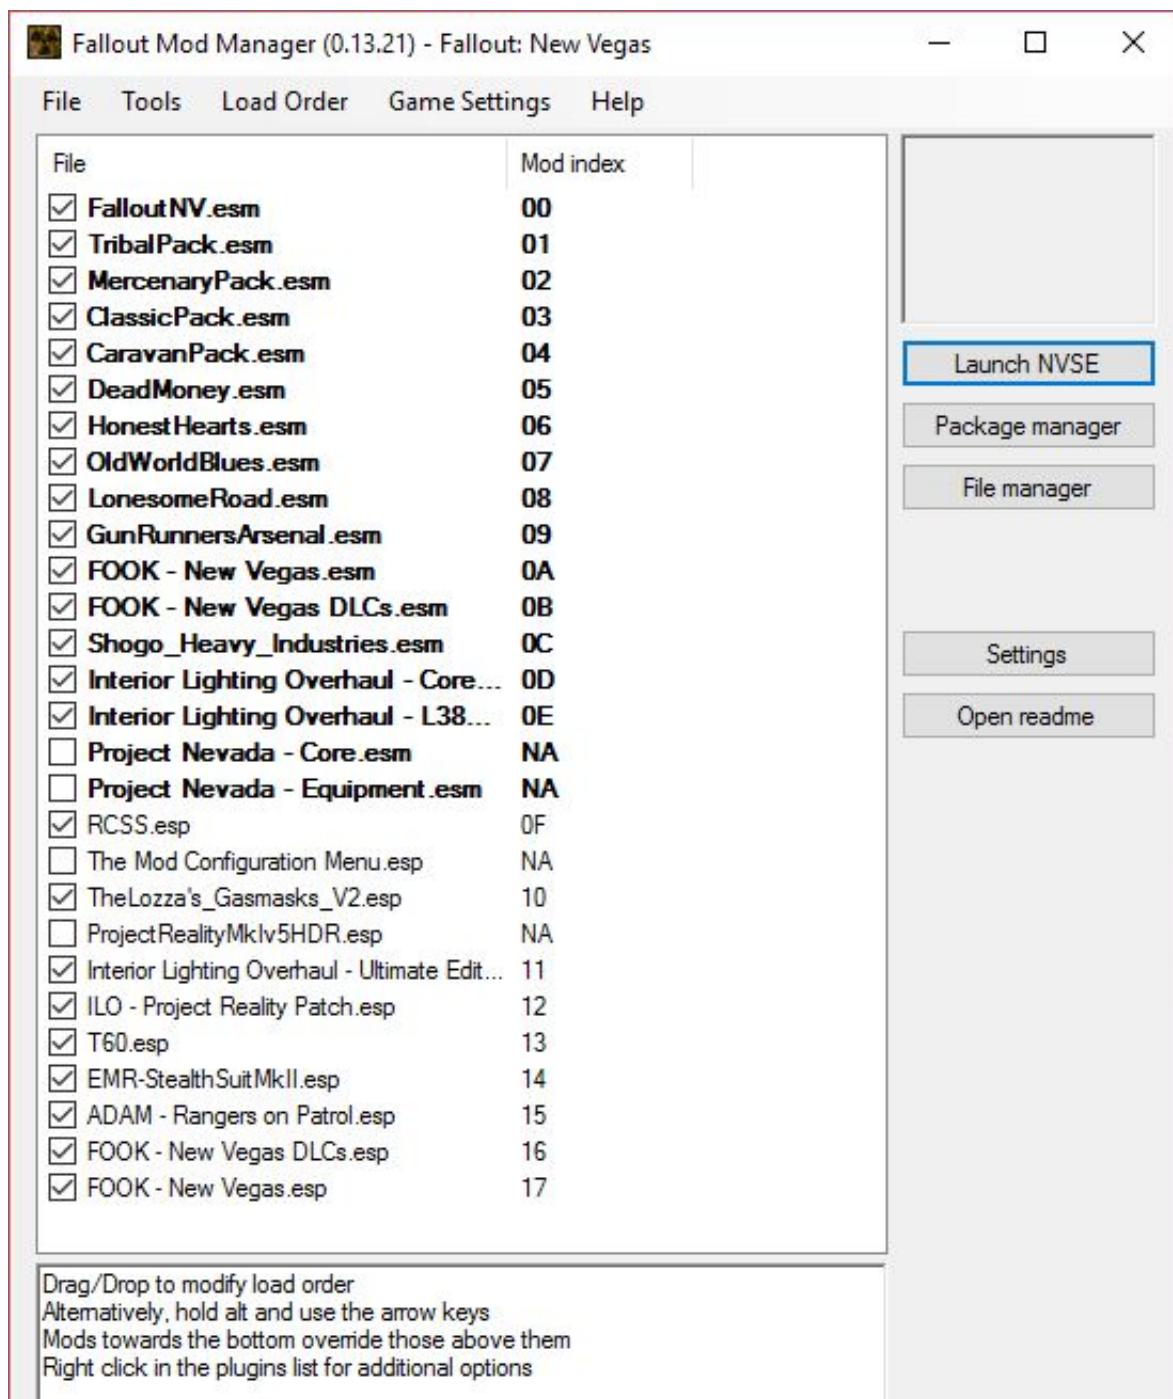 Fallout Mod Manager (0.13.21) - Fallout: New Vegas
File Tools Load Order Game Settings Help
File Mod index
FalloutNV.esm 00
TribalPack.esm 01
MercenaryPack.esm 02
ClassicPack.esm 03
CaravanPack.esm 04
DeadMoney.esm 05
HonestHearts.esm 06
OldWorldBlues.esm 07
LonesomeRoad.esm 08
GunRunnersArsenal.esm 09
FOOK - New Vegas.esm 0A
FOOK - New Vegas DLCs.esm 0B
Shogo_Heavy_Industries.esm 0C
Interior Lighting Overhaul - Core... 0D
Interior Lighting Overhaul - L38... 0E
Project Nevada - Core.esm NA
Project Nevada - Equipment.esm NA
RCSS.esp 0F
The Mod Configuration Menu.esp NA
TheLozza's_Gasmasks_V2.esp 10
ProjectRealityMkIv5HDR.esp NA
Interior Lighting Overhaul - Ultimate Edit... 11
ILO - Project Reality Patch.esp 12
T60.esp 13
EMR-StealthSuitMkII.esp 14
ADAM - Rangers on Patrol.esp 15
FOOK - New Vegas DLCs.esp 16
FOOK - New Vegas.esp 17
Launch NVSE
Package manager
File manager
Settings
Open readme
Drag/Drop to modify load order
Alternatively, hold alt and use the arrow keys
Mods towards the bottom override those above them
Right click in the plugins list for additional options